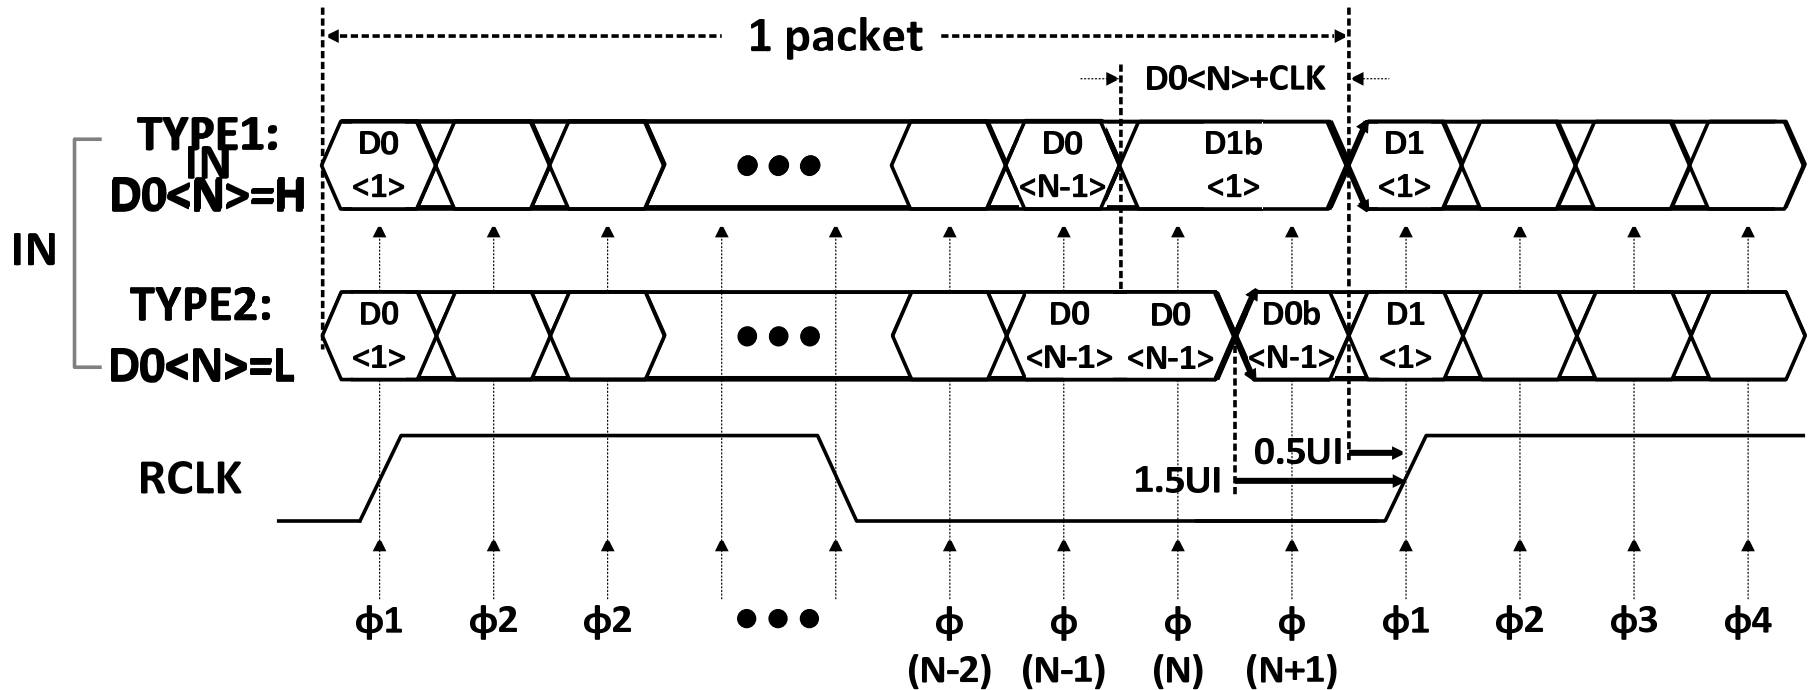 1 packet
D0<N>+CLK
TYPE1:
IN
D0<N>=H
D0 D0 D1b D1
<1> <N-1> <1> <1>
IN
TYPE2:
D0<N>=L
D0 D0 D0 D0b D1
<1> <N-1> <N-1> <N-1> <1>
RCLK
0.5UI
1.5UI
ϕ1 ϕ2 ϕ2 ϕ ϕ ϕ ϕ ϕ1 ϕ2 ϕ3 ϕ4
(N-2) (N-1) (N) (N+1)